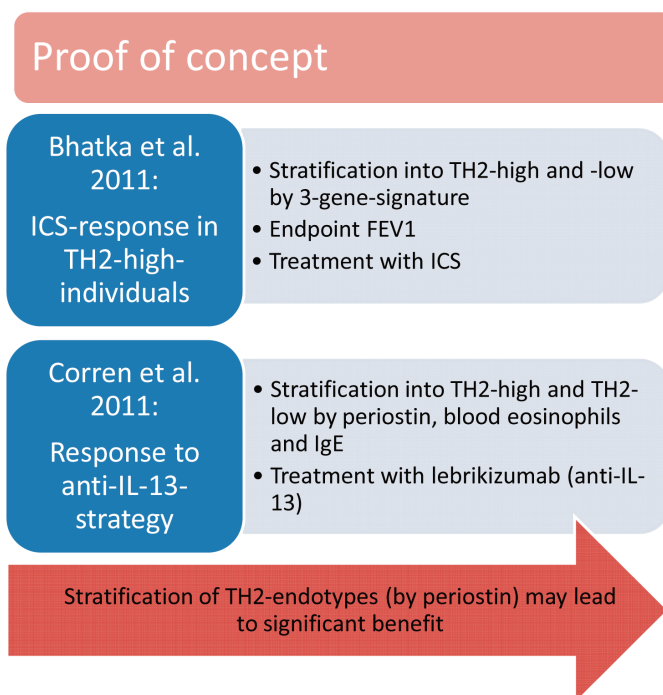 Proof of concept
Bhatka et al.
2011:
ICS-response in
TH2-high-
individuals
• Stratification into TH2-high and -low
by 3-gene-signature
• Endpoint FEV1
• Treatment with ICS
Corren et al.
2011:
Response to
anti-IL-13-
strategy
• Stratification into TH2-high and TH2-
low by periostin, blood eosinophils
and IgE
• Treatment with lebrikizumab (anti-IL-
13)
Stratification of TH2-endotypes (by periostin) may lead
to significant benefit